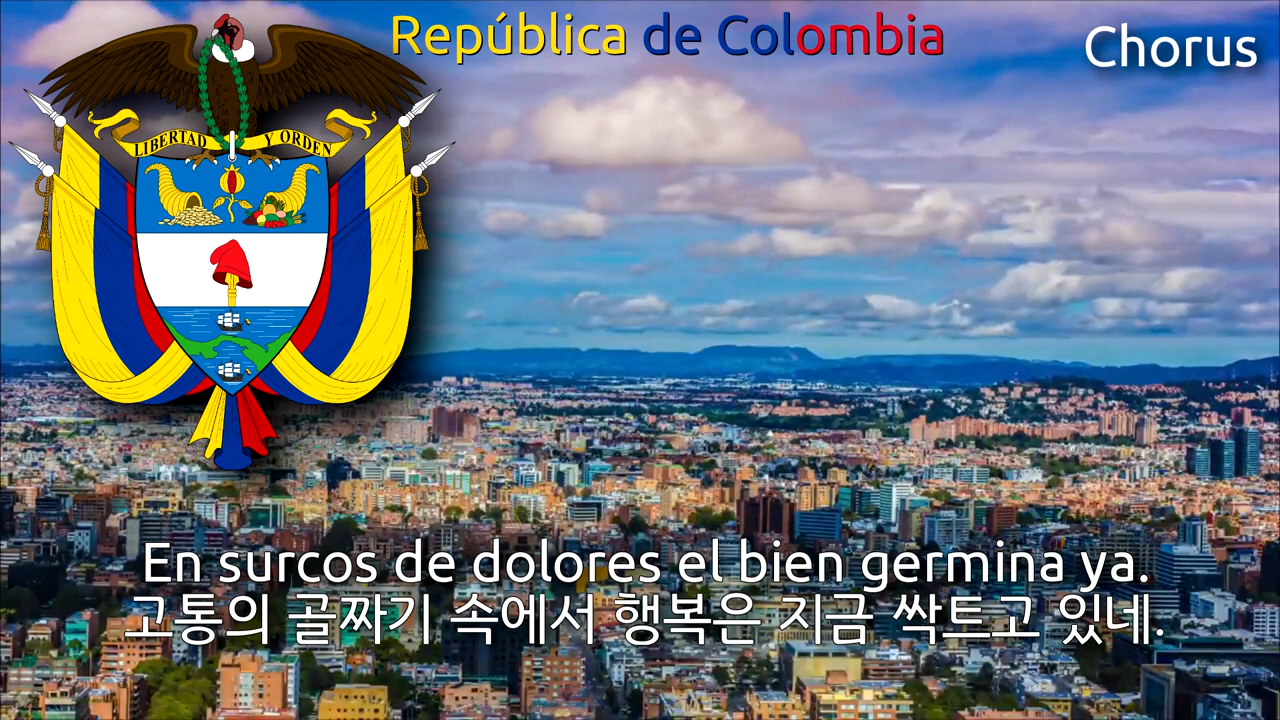 República de Colombia
Chorus
LIBERTAD Y ORDEN
En surcos de dolores el bien germina ya.
고통의 골짜기 속에서 행복은 지금 싹트고 있네.